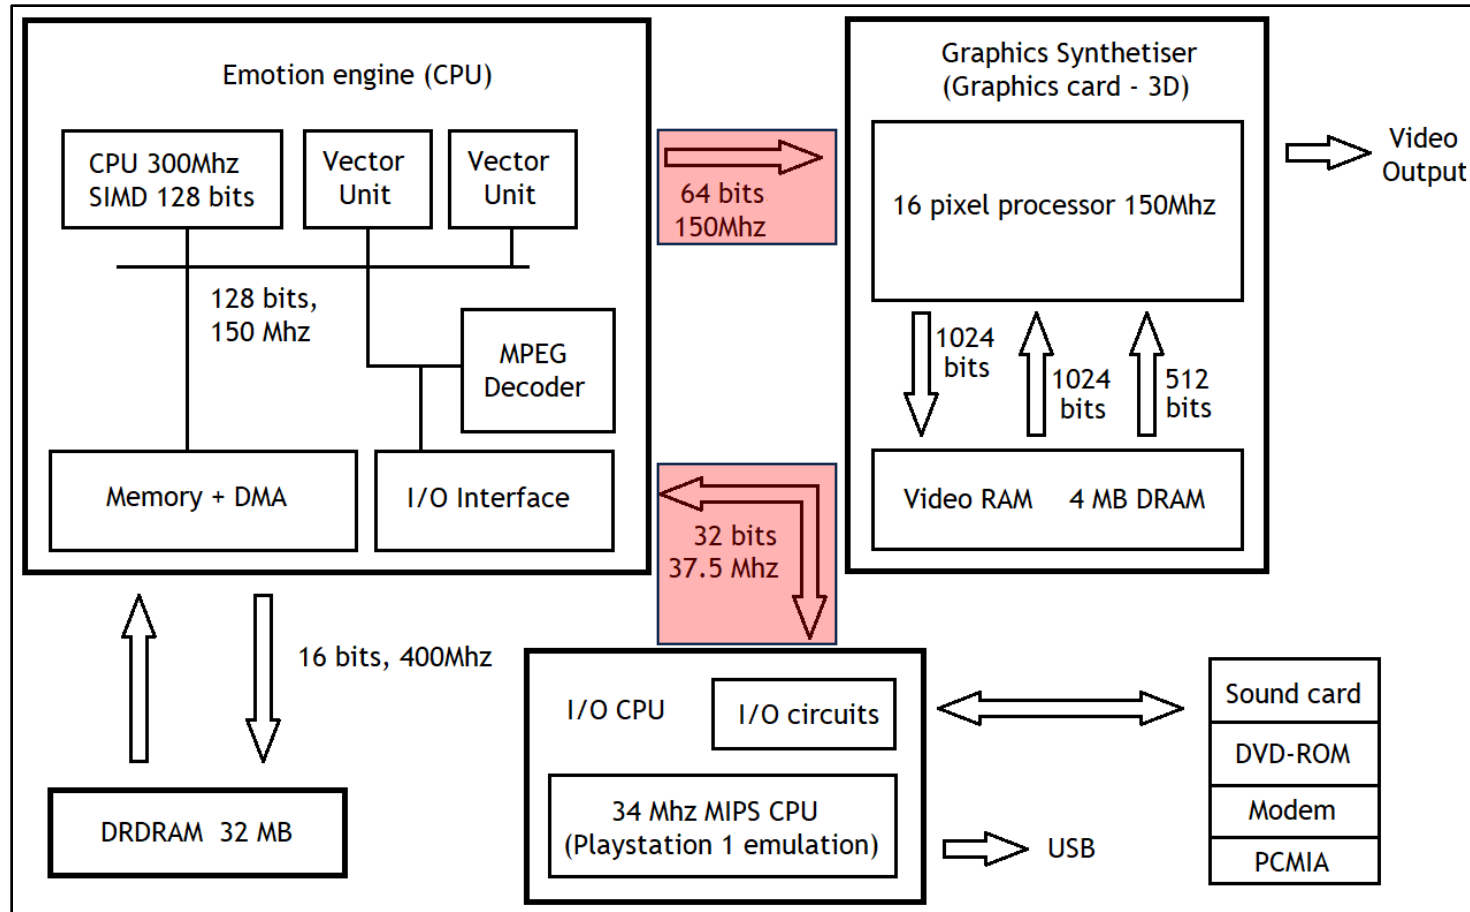 Emotion engine (CPU)
CPU 300Mhz
SIMD 128 bits
Vector
Unit
Vector
Unit
128 bits,
150 Mhz
MPEG
Decoder
Memory + DMA
I/O Interface
64 bits
150Mhz
Graphics Synthetiser
(Graphics card - 3D)
16 pixel processor 150Mhz
1024
bits
1024
bits
512
bits
Video RAM 4 MB DRAM
Video
Output
32 bits
37.5 Mhz
16 bits, 400Mhz
DRDRAM 32 MB
I/O CPU
I/O circuits
34 Mhz MIPS CPU
(Playstation 1 emulation)
USB
Sound card
DVD-ROM
Modem
PCMIA